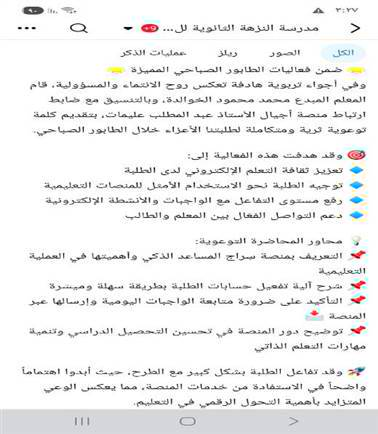 ٣:٢٧
٩٠
مدرسة النزهة الثانوية لل... +9
الكل الصور ريلز عمليات الذكر
ضمن فعاليات الطابور الصباحي المميزة
وفي أجواء تربوية هادفة تعكس روح الانتماء والمسؤولية، قام
المعلم المبدع محمد محمود الخوالدة، وبالتنسيق مع ضابط
ارتباط منصة أجيال الأستاذ عبد المطلب عليمات، بتقديم كلمة
توعوية ثرية ومتكاملة لطلبتنا الأعزاء خلال الطابور الصباحي.
وقد هدفت هذه الفعالية إلى:
تعزيز ثقافة التعلم الإلكتروني لدى الطلبة
توجيه الطلبة نحو الاستخدام الأمثل للمنصات التعليمية
رفع مستوى التفاعل مع الواجبات والأنشطة الإلكترونية
دعم التواصل الفعّال بين المعلم والطالب
محاور المحاضرة التوعوية:
التعريف بمنصة سراج المساعد الذكي وأهميتها في العملية
التعليمية
شرح آلية تفعيل حسابات الطلبة بطريقة سهلة وميسّرة
التأكيد على ضرورة متابعة الواجبات اليومية وإرسالها عبر
المنصة
توضيح دور المنصة في تحسين التحصيل الدراسي وتنمية
مهارات التعلم الذاتي
وقد تفاعل الطلبة بشكل كبير مع الطرح، حيث أبدوا اهتماماً
واضحاً في الاستفادة من خدمات المنصة، مما يعكس الوعي
المتزايد بأهمية التحول الرقمي في التعليم.